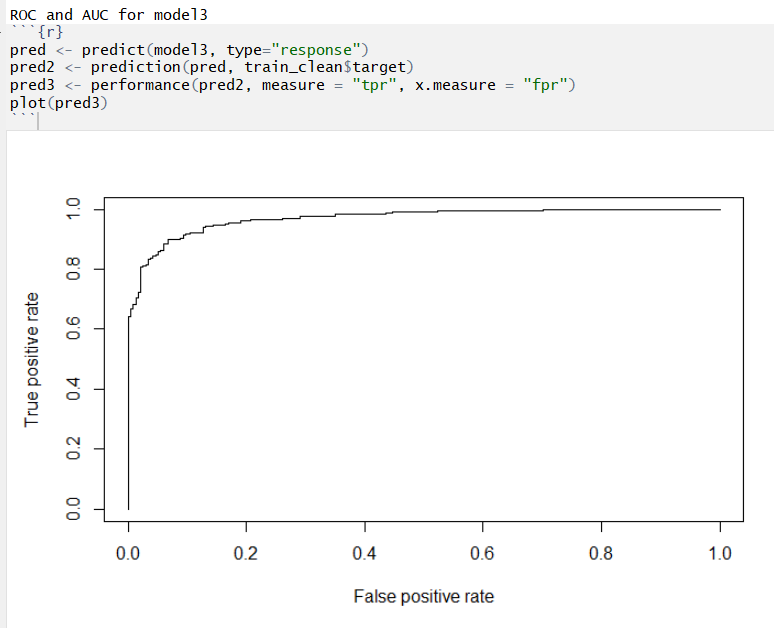 ROC and AUC for model3
```{r}
pred <- predict(model3, type="response")
pred2 <- prediction(pred, train_clean$target)
pred3 <- performance(pred2, measure = "tpr", x.measure = "fpr")
plot(pred3)
```
1.0
0.8
0.6
0.4
0.2
0.0
True positive rate
0.0 0.2 0.4 0.6 0.8 1.0
False positive rate